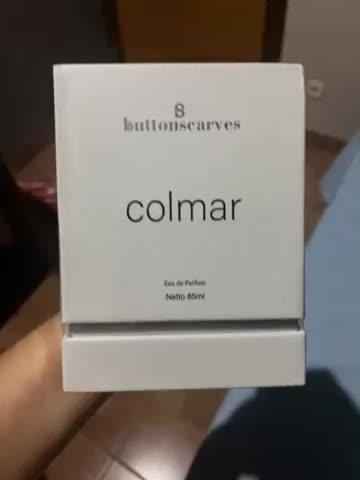 buttonscarves
colmar
Eau de Parfum
Netto 85ml